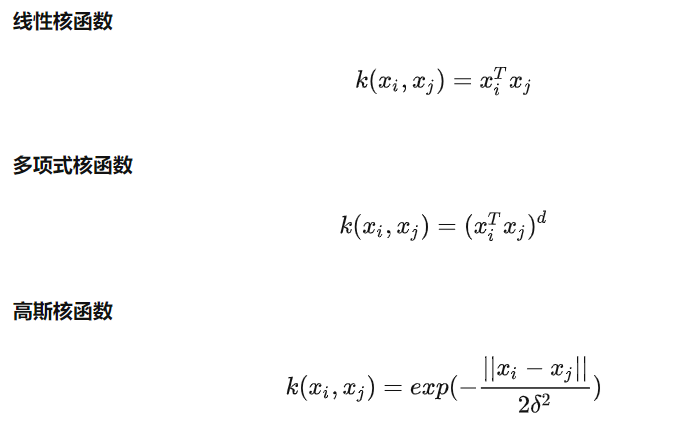 线性核函数
k(x_i, x_j) = x_i^T x_j
多项式核函数
k(x_i, x_j) = (x_i^T x_j)^d
高斯核函数
k(x_i, x_j) = exp(-\frac{||x_i - x_j||}{2δ^2})